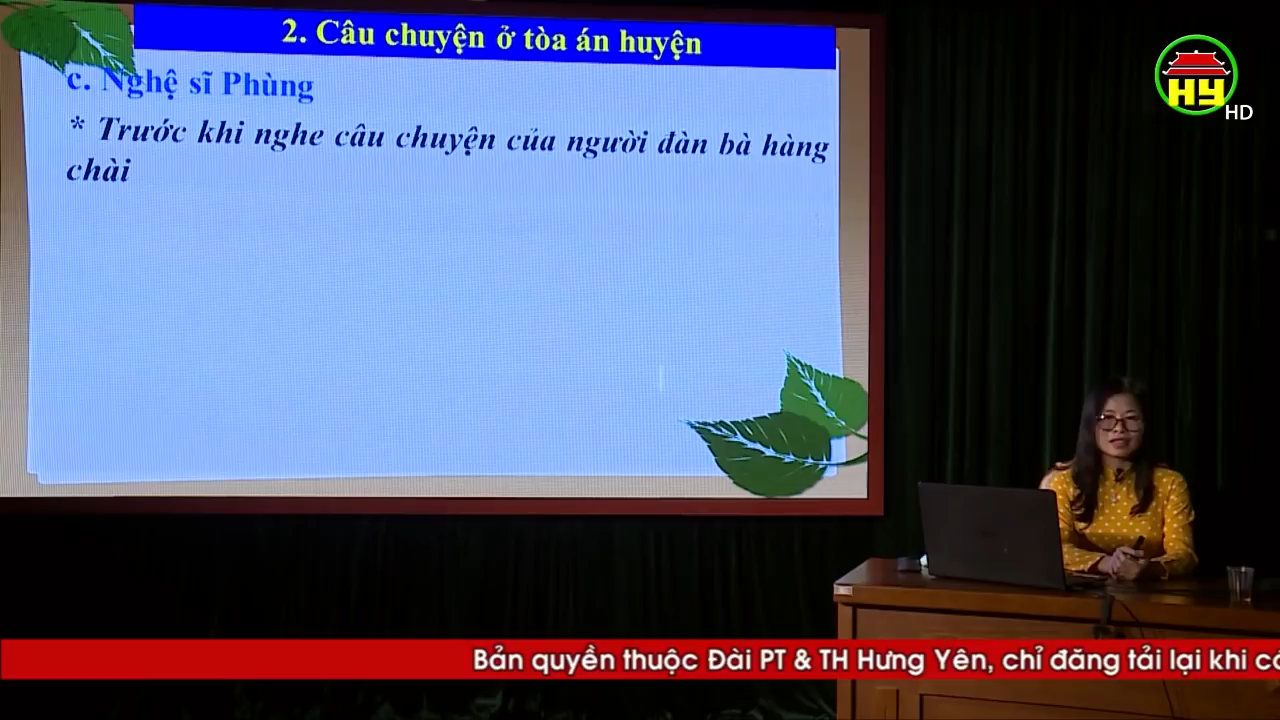 2. Câu chuyện ở tòa án huyện
c. Nghệ sĩ Phùng
* Trước khi nghe câu chuyện của người đàn bà hàng
chài
HY
HD
Bản quyền thuộc Đài PT & TH Hưng Yên, chỉ đăng tải lại khi